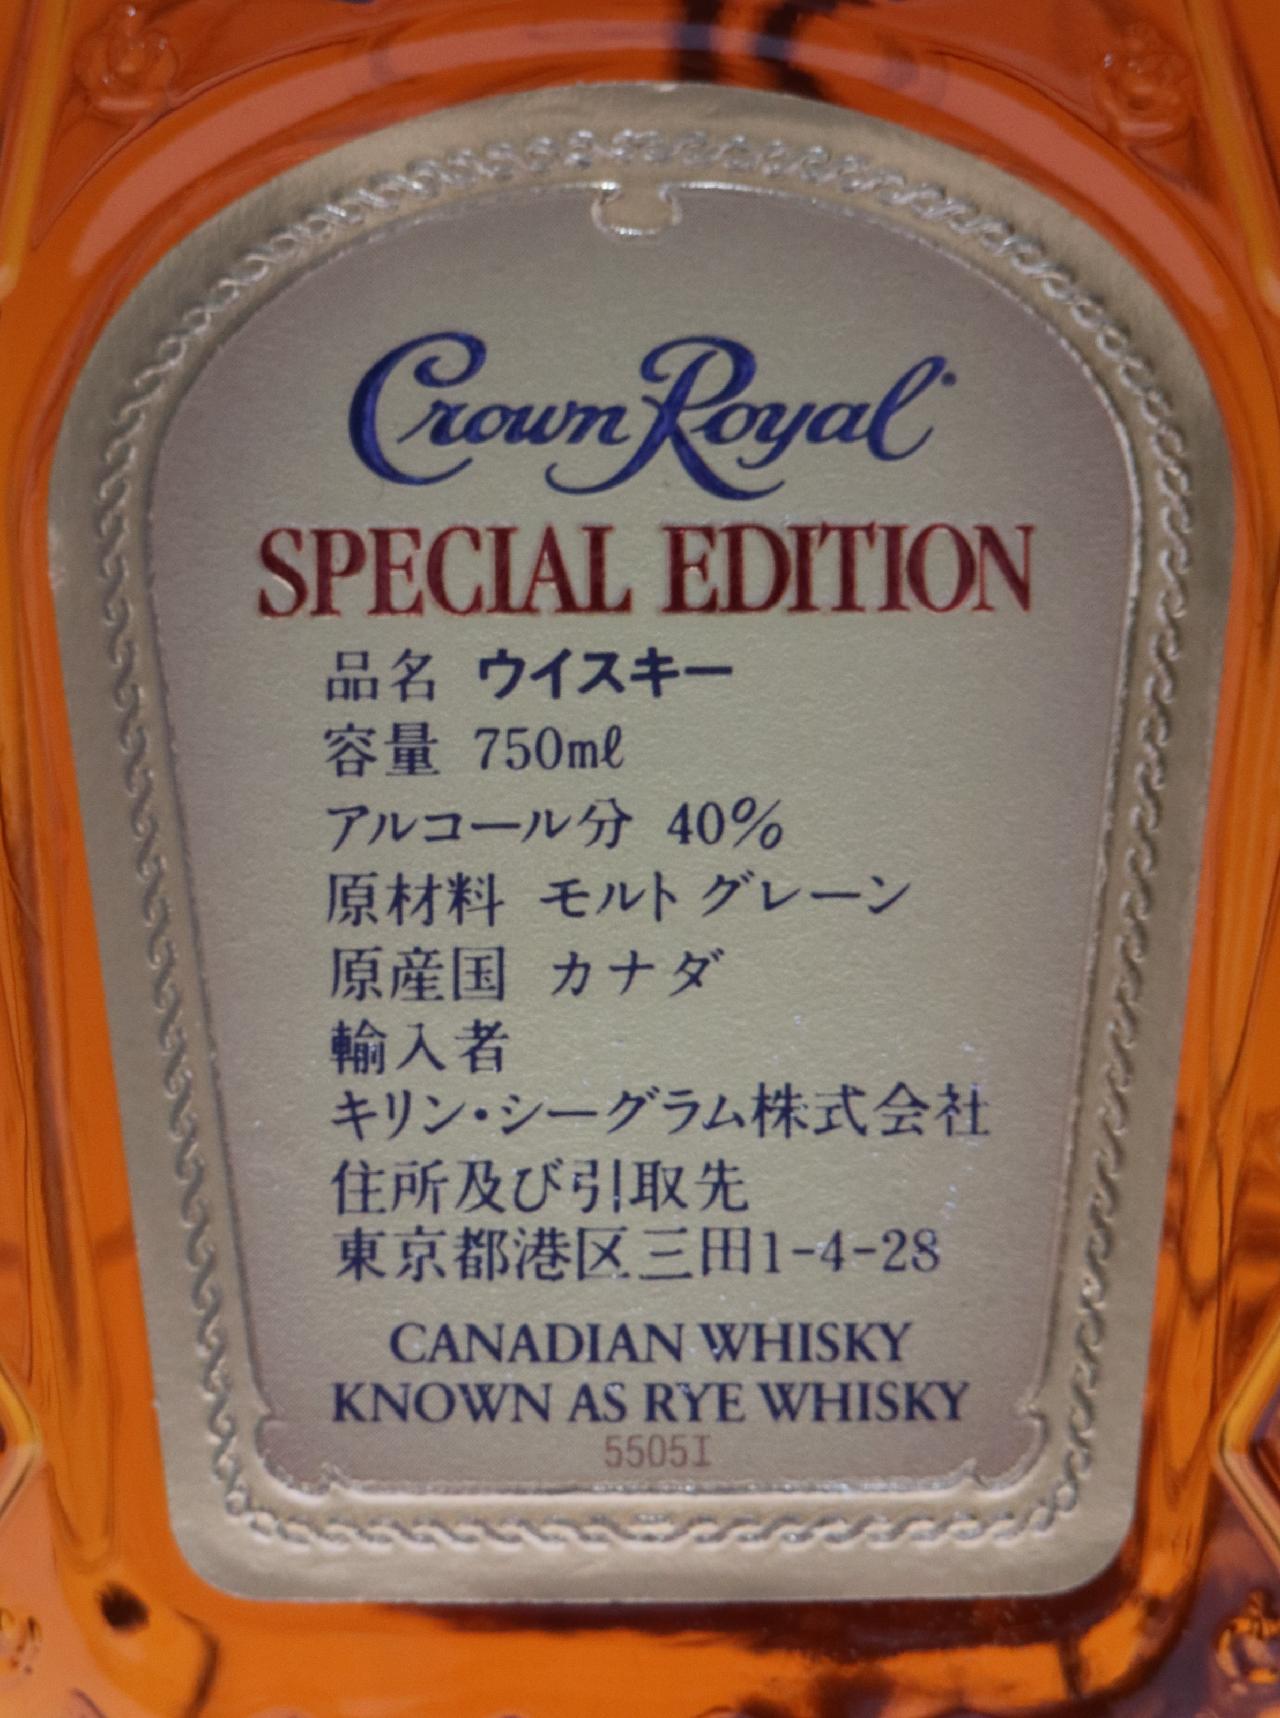 Crown Royal
SPECIAL EDITION
品名 ウイスキー
容量 750mℓ
アルコール分 40%
原材料 モルト グレーン
原産国 カナダ
輸入者
キリン・シーグラム株式会社
住所及び引取先
東京都港区三田1-4-28
CANADIAN WHISKY
KNOWN AS RYE WHISKY
5505I